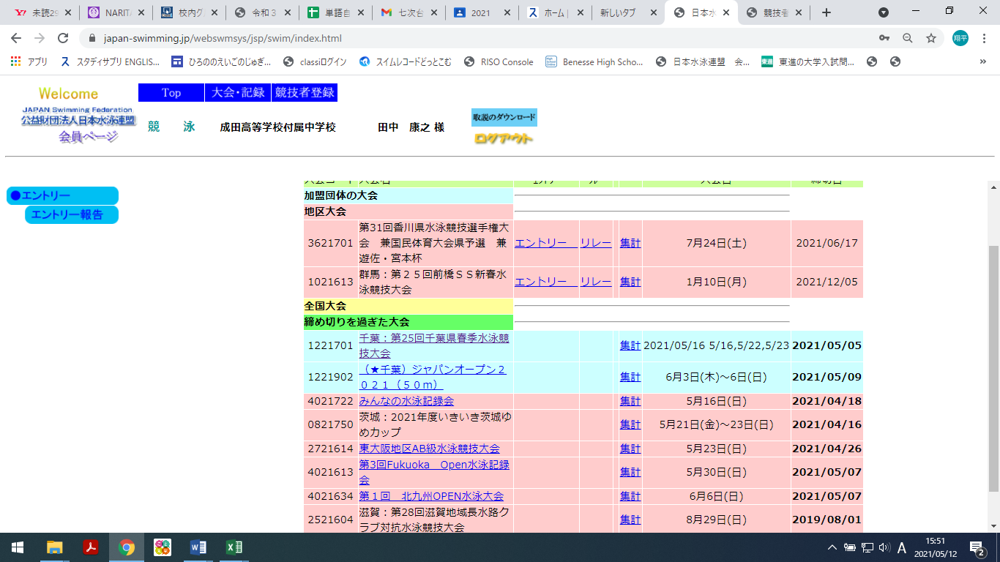 未読29
NARITA
校内グル
令和３
単語自
七次台
2021
ホーム |
新しいタブ
日本水
競技者
japan-swimming.jp/webswmsys/jsp/swim/index.html
翔平
アプリ
スタディサプリ ENGLIS...
ひろののえいごのじゅぎ...
classiログイン
スイムレコードどっとこむ
RISO Console
Benesse High Scho...
日本水泳連盟　会...
東進の大学入試問...
»
Welcome
JAPAN Swimming Federation
公益財団法人日本水泳連盟
会員ページ
Top 大会・記録 競技者登録
競　泳 成田高等学校付属中学校 田中　康之 様
取説のダウンロード
ログアウト
●エントリー
エントリー報告
加盟団体の大会
地区大会
3621701 第31回香川県水泳競技選手権大
会　兼国民体育大会県予選　兼
遊佐・宮本杯
エントリー リレー 集計 7月24日(土) 2021/06/17
1021613 群馬：第２５回前橋ＳＳ新春水
泳競技大会
エントリー リレー 集計 1月10日(月) 2021/12/05
全国大会
締め切りを過ぎた大会
1221701 千葉：第25回千葉県春季水泳競
技大会
集計 2021/05/16 5/16,5/22,5/23 2021/05/05
1221902 （★千葉）ジャパンオープン２
０２１（５０ｍ）
集計 6月3日(木)～6日(日) 2021/05/09
4021722 みんなの水泳記録会 集計 5月16日(日) 2021/04/18
0821750 茨城：2021年度いきいき茨城ゆ
めカップ
集計 5月21日(金)～23日(日) 2021/04/16
2721614 東大阪地区AB級水泳競技大会 集計 5月23日(日) 2021/04/26
4021613 第3回Fukuoka　Open水泳記録
会
集計 5月30日(日) 2021/05/07
4021634 第１回　北九州OPEN水泳大会 集計 6月6日(日) 2021/05/07
2521604 滋賀：第28回滋賀地域長水路ク
ラブ対抗水泳競技大会
集計 8月29日(日) 2019/08/01
A
15:51
2021/05/12
2